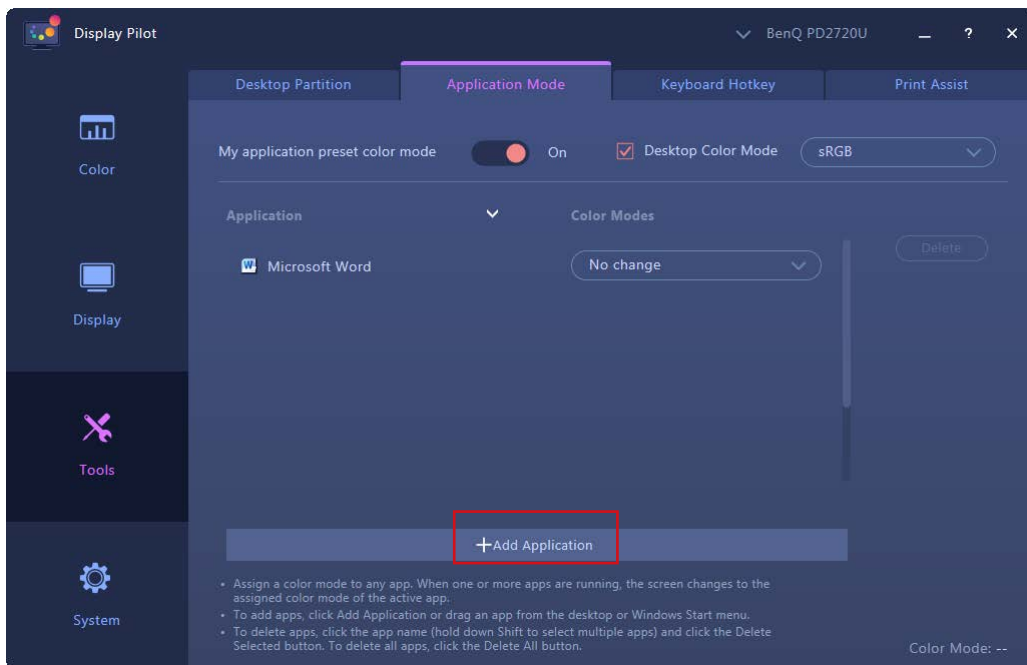 Display Pilot
BenQ PD2720U
?
Desktop Partition
Application Mode
Keyboard Hotkey
Print Assist
Color
My application preset color mode
On
Desktop Color Mode
sRGB
Application
Color Modes
Delete
W Microsoft Word
No change
Display
Tools
+Add Application
• Assign a color mode to any app. When one or more apps are running, the screen changes to the
assigned color mode of the active app.
• To add apps, click Add Application or drag an app from the desktop or Windows Start menu.
• To delete apps, click the app name (hold down Shift to select multiple apps) and click the Delete
Selected button. To delete all apps, click the Delete All button.
System
Color Mode: --